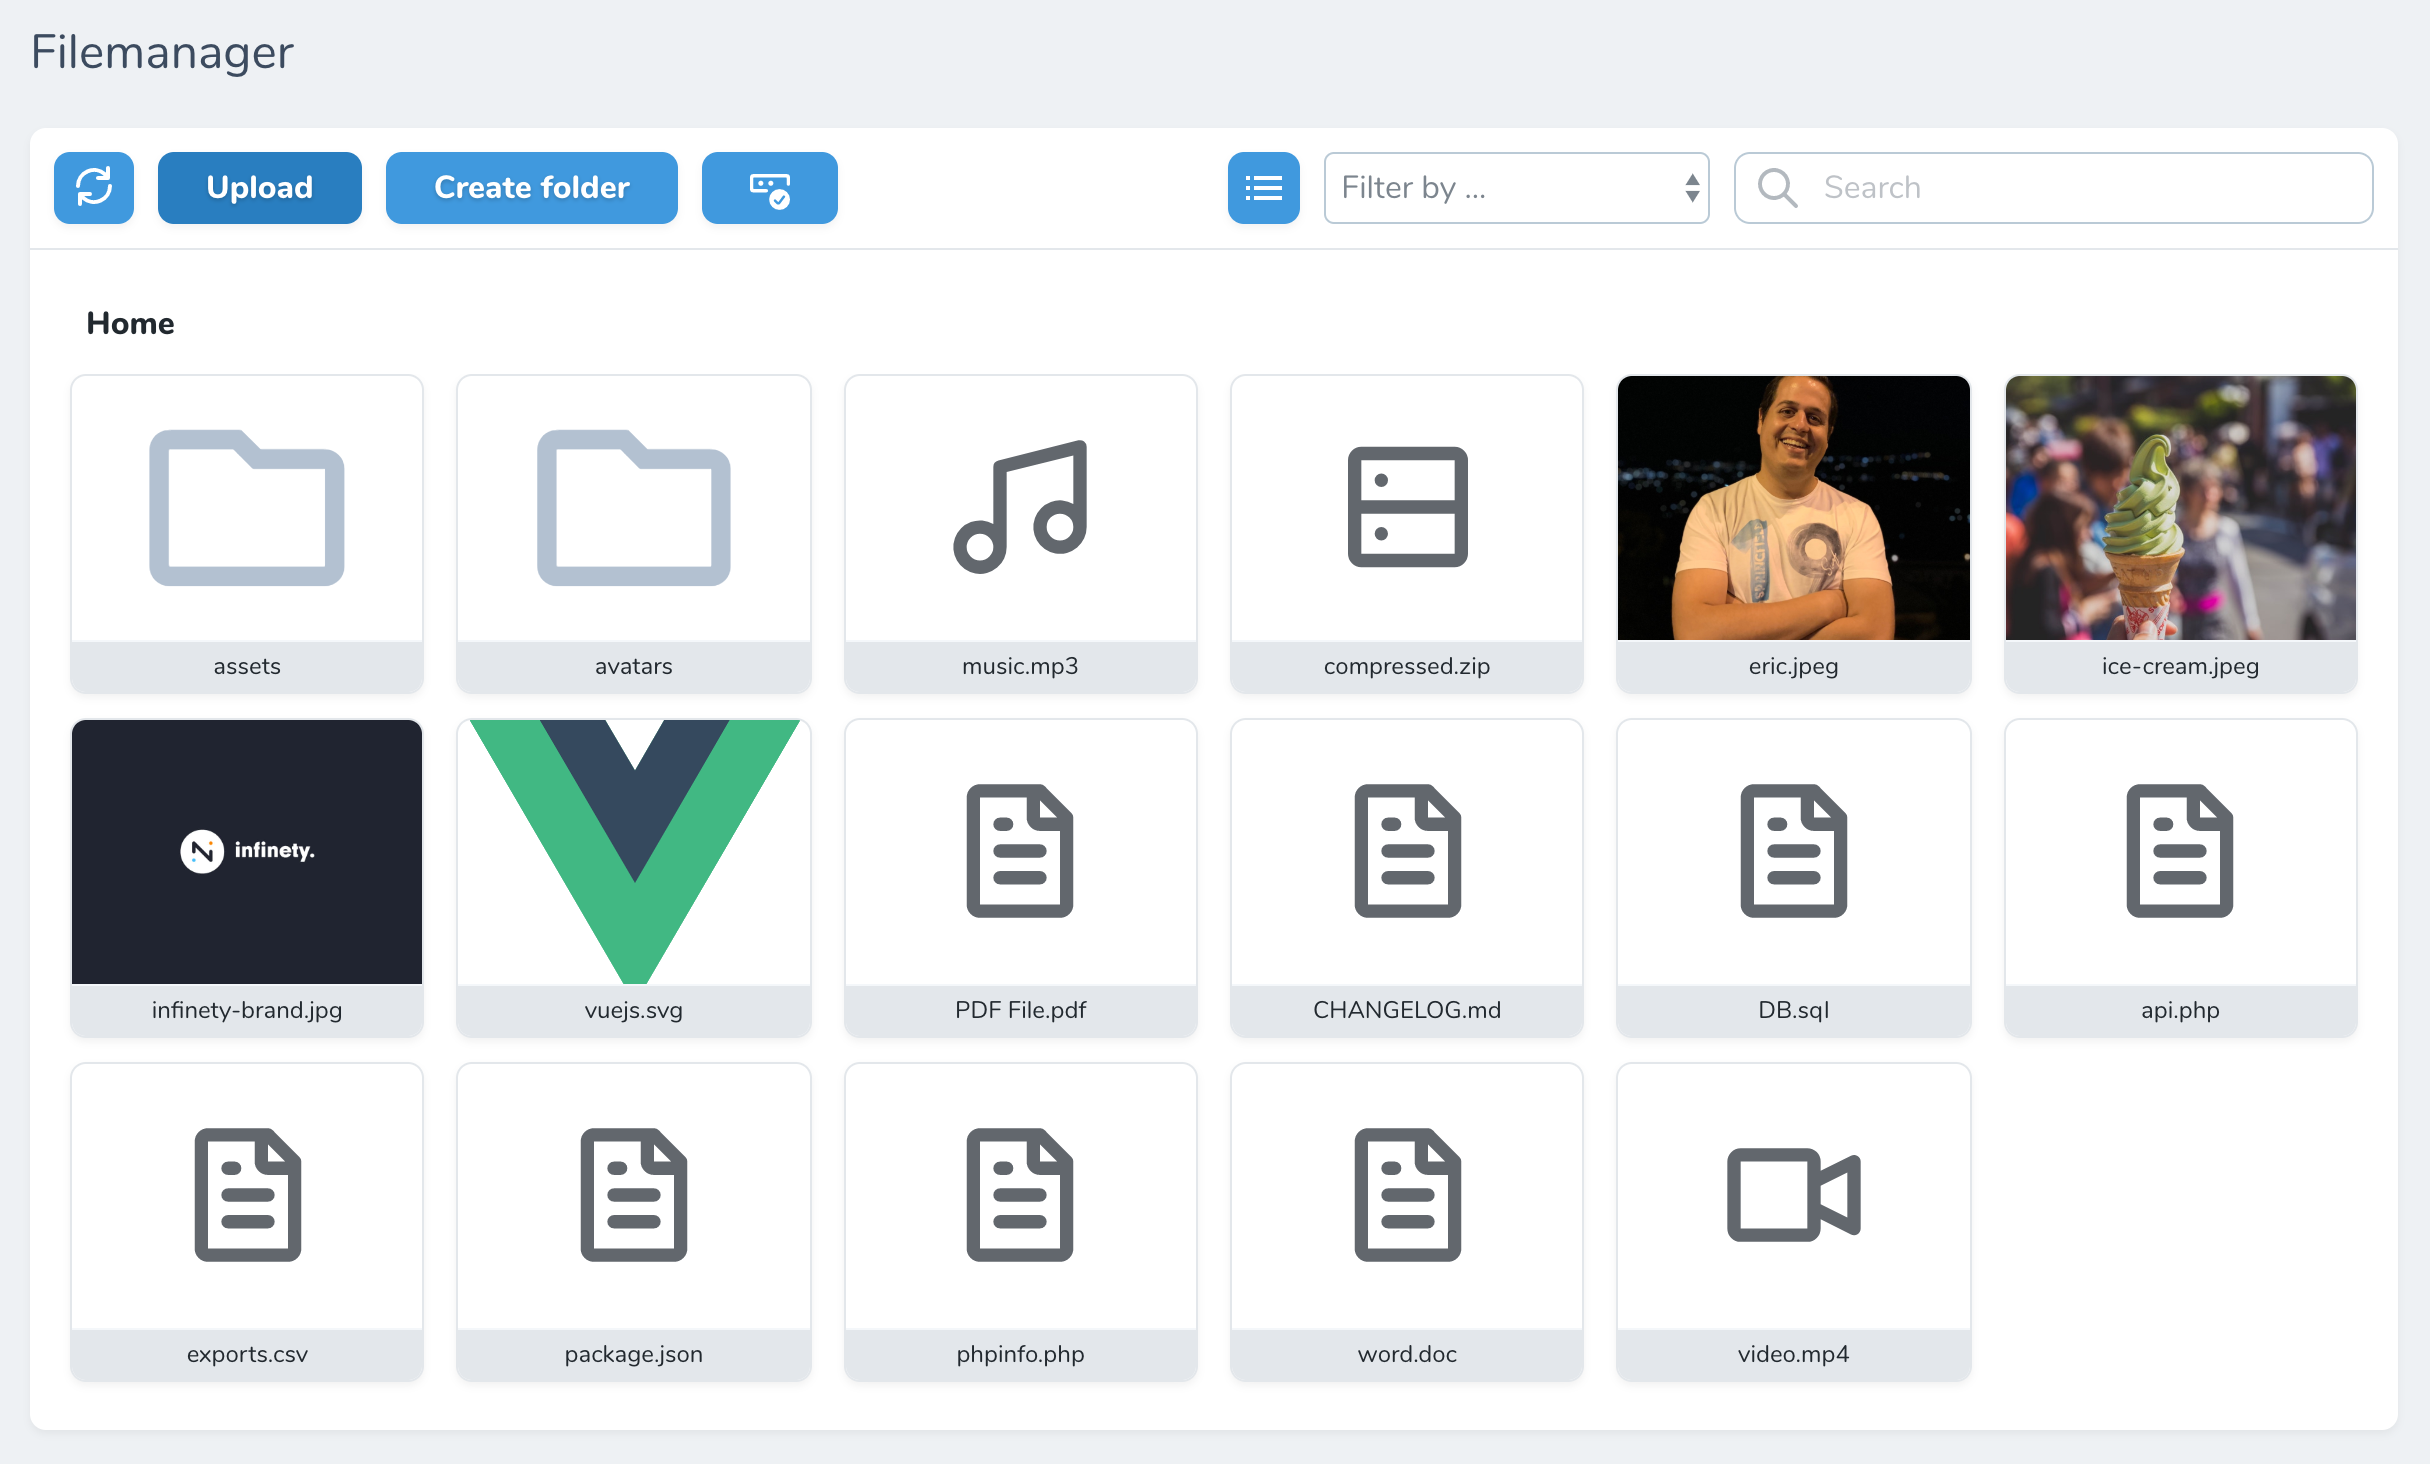 Filemanager
Upload
Create folder
Filter by ...
Search
Home
assets
avatars
music.mp3
compressed.zip
eric.jpeg
ice-cream.jpeg
infinety.
infinety-brand.jpg
vuejs.svg
PDF File.pdf
CHANGELOG.md
DB.sql
api.php
exports.csv
package.json
phpinfo.php
word.doc
video.mp4